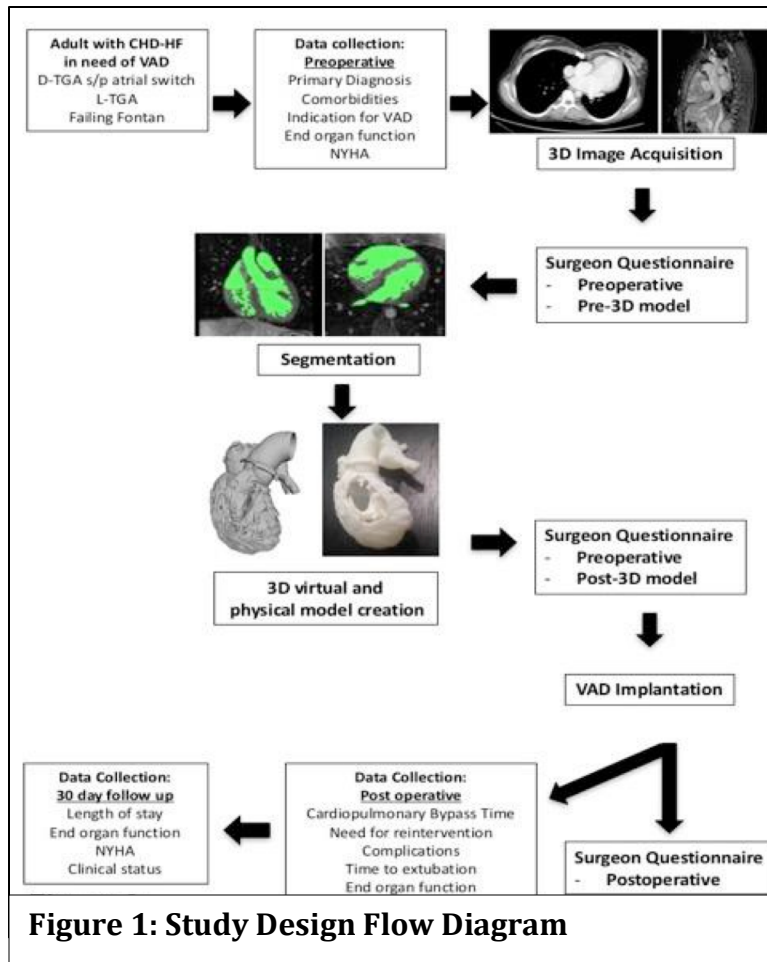 Adult with CHD-HF
in need of VAD
D-TGA s/p atrial switch
L-TGA
Failing Fontan
Data collection:
Preoperative
Primary Diagnosis
Comorbidities
Indication for VAD
End organ function
NYHA
3D Image Acquisition
Surgeon Questionnaire
- Preoperative
- Pre-3D model
Segmentation
3D virtual and
physical model creation
Surgeon Questionnaire
- Preoperative
- Post-3D model
VAD Implantation
Data Collection:
30 day follow up
Length of stay
End organ function
NYHA
Clinical status
Data Collection:
Post operative
Cardiopulmonary Bypass Time
Need for reintervention
Complications
Time to extubation
End organ function
Surgeon Questionnaire
- Postoperative
Figure 1: Study Design Flow Diagram